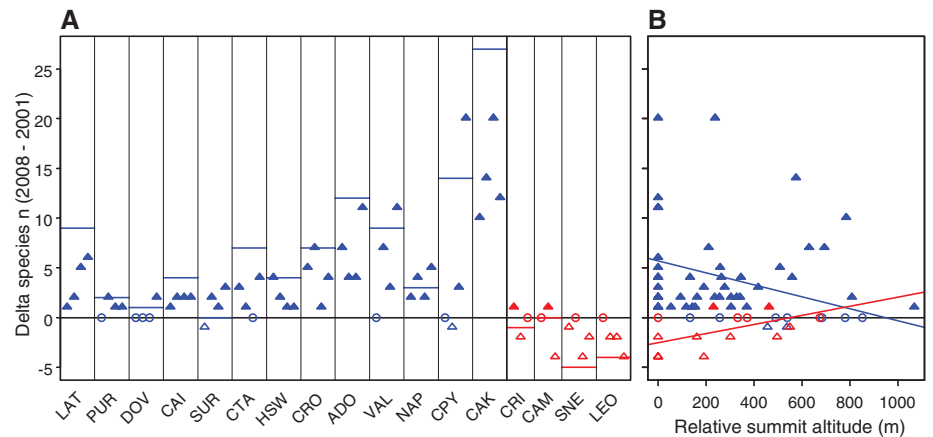 A
B
Delta species n (2008 - 2001)
25
20
15
10
5
0
-5
LAT PUR DOV CAI SUR CTA HSW CRO ADO VAL NAP CPY CAK CRI CAM SNE LEO
0 200 400 600 800 1000
Relative summit altitude (m)